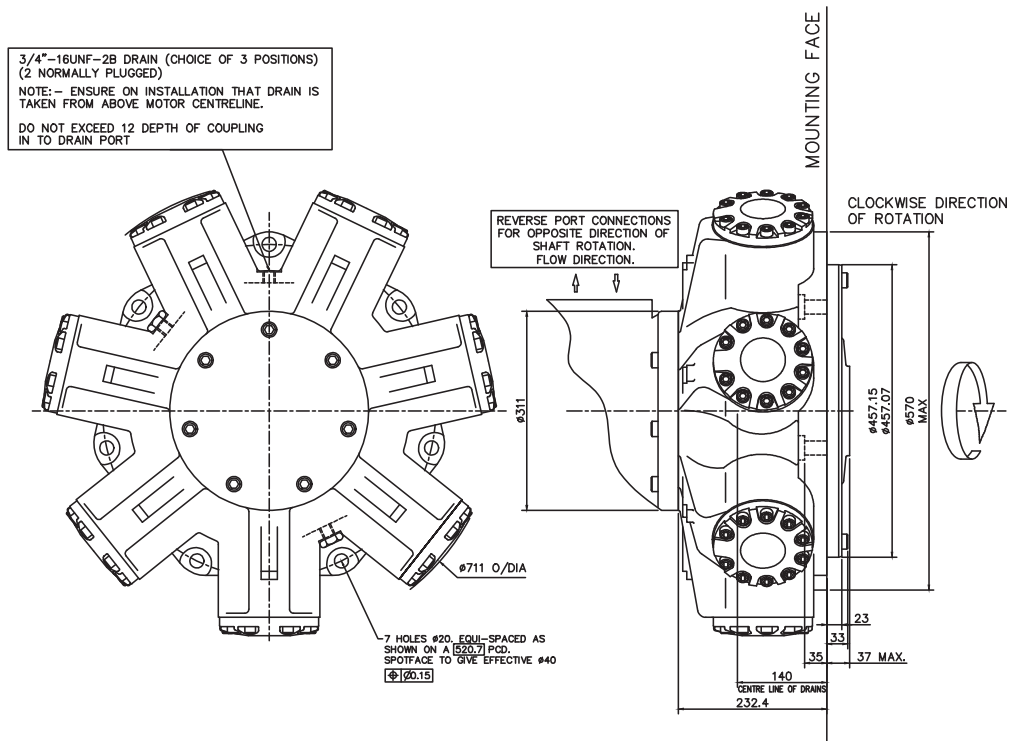 3/4"-16UNF-2B DRAIN (CHOICE OF 3 POSITIONS)
(2 NORMALLY PLUGGED)
NOTE:- ENSURE ON INSTALLATION THAT DRAIN IS
TAKEN FROM ABOVE MOTOR CENTRELINE.
DO NOT EXCEED 12 DEPTH OF COUPLING
IN TO DRAIN PORT
MOUNTING FACE
CLOCKWISE DIRECTION
OF ROTATION
REVERSE PORT CONNECTIONS
FOR OPPOSITE DIRECTION OF
SHAFT ROTATION.
FLOW DIRECTION.
ø311
ø457.15
ø457.07
ø570
MAX
ø711 O/DIA
7 HOLES ø20. EQUI-SPACED AS
SHOWN ON A 520.7 PCD.
SPOTFACE TO GIVE EFFECTIVE ø40
⌖ Ø0.15
23
33
35
37 MAX.
140
CENTRE LINE OF DRAINS
232.4